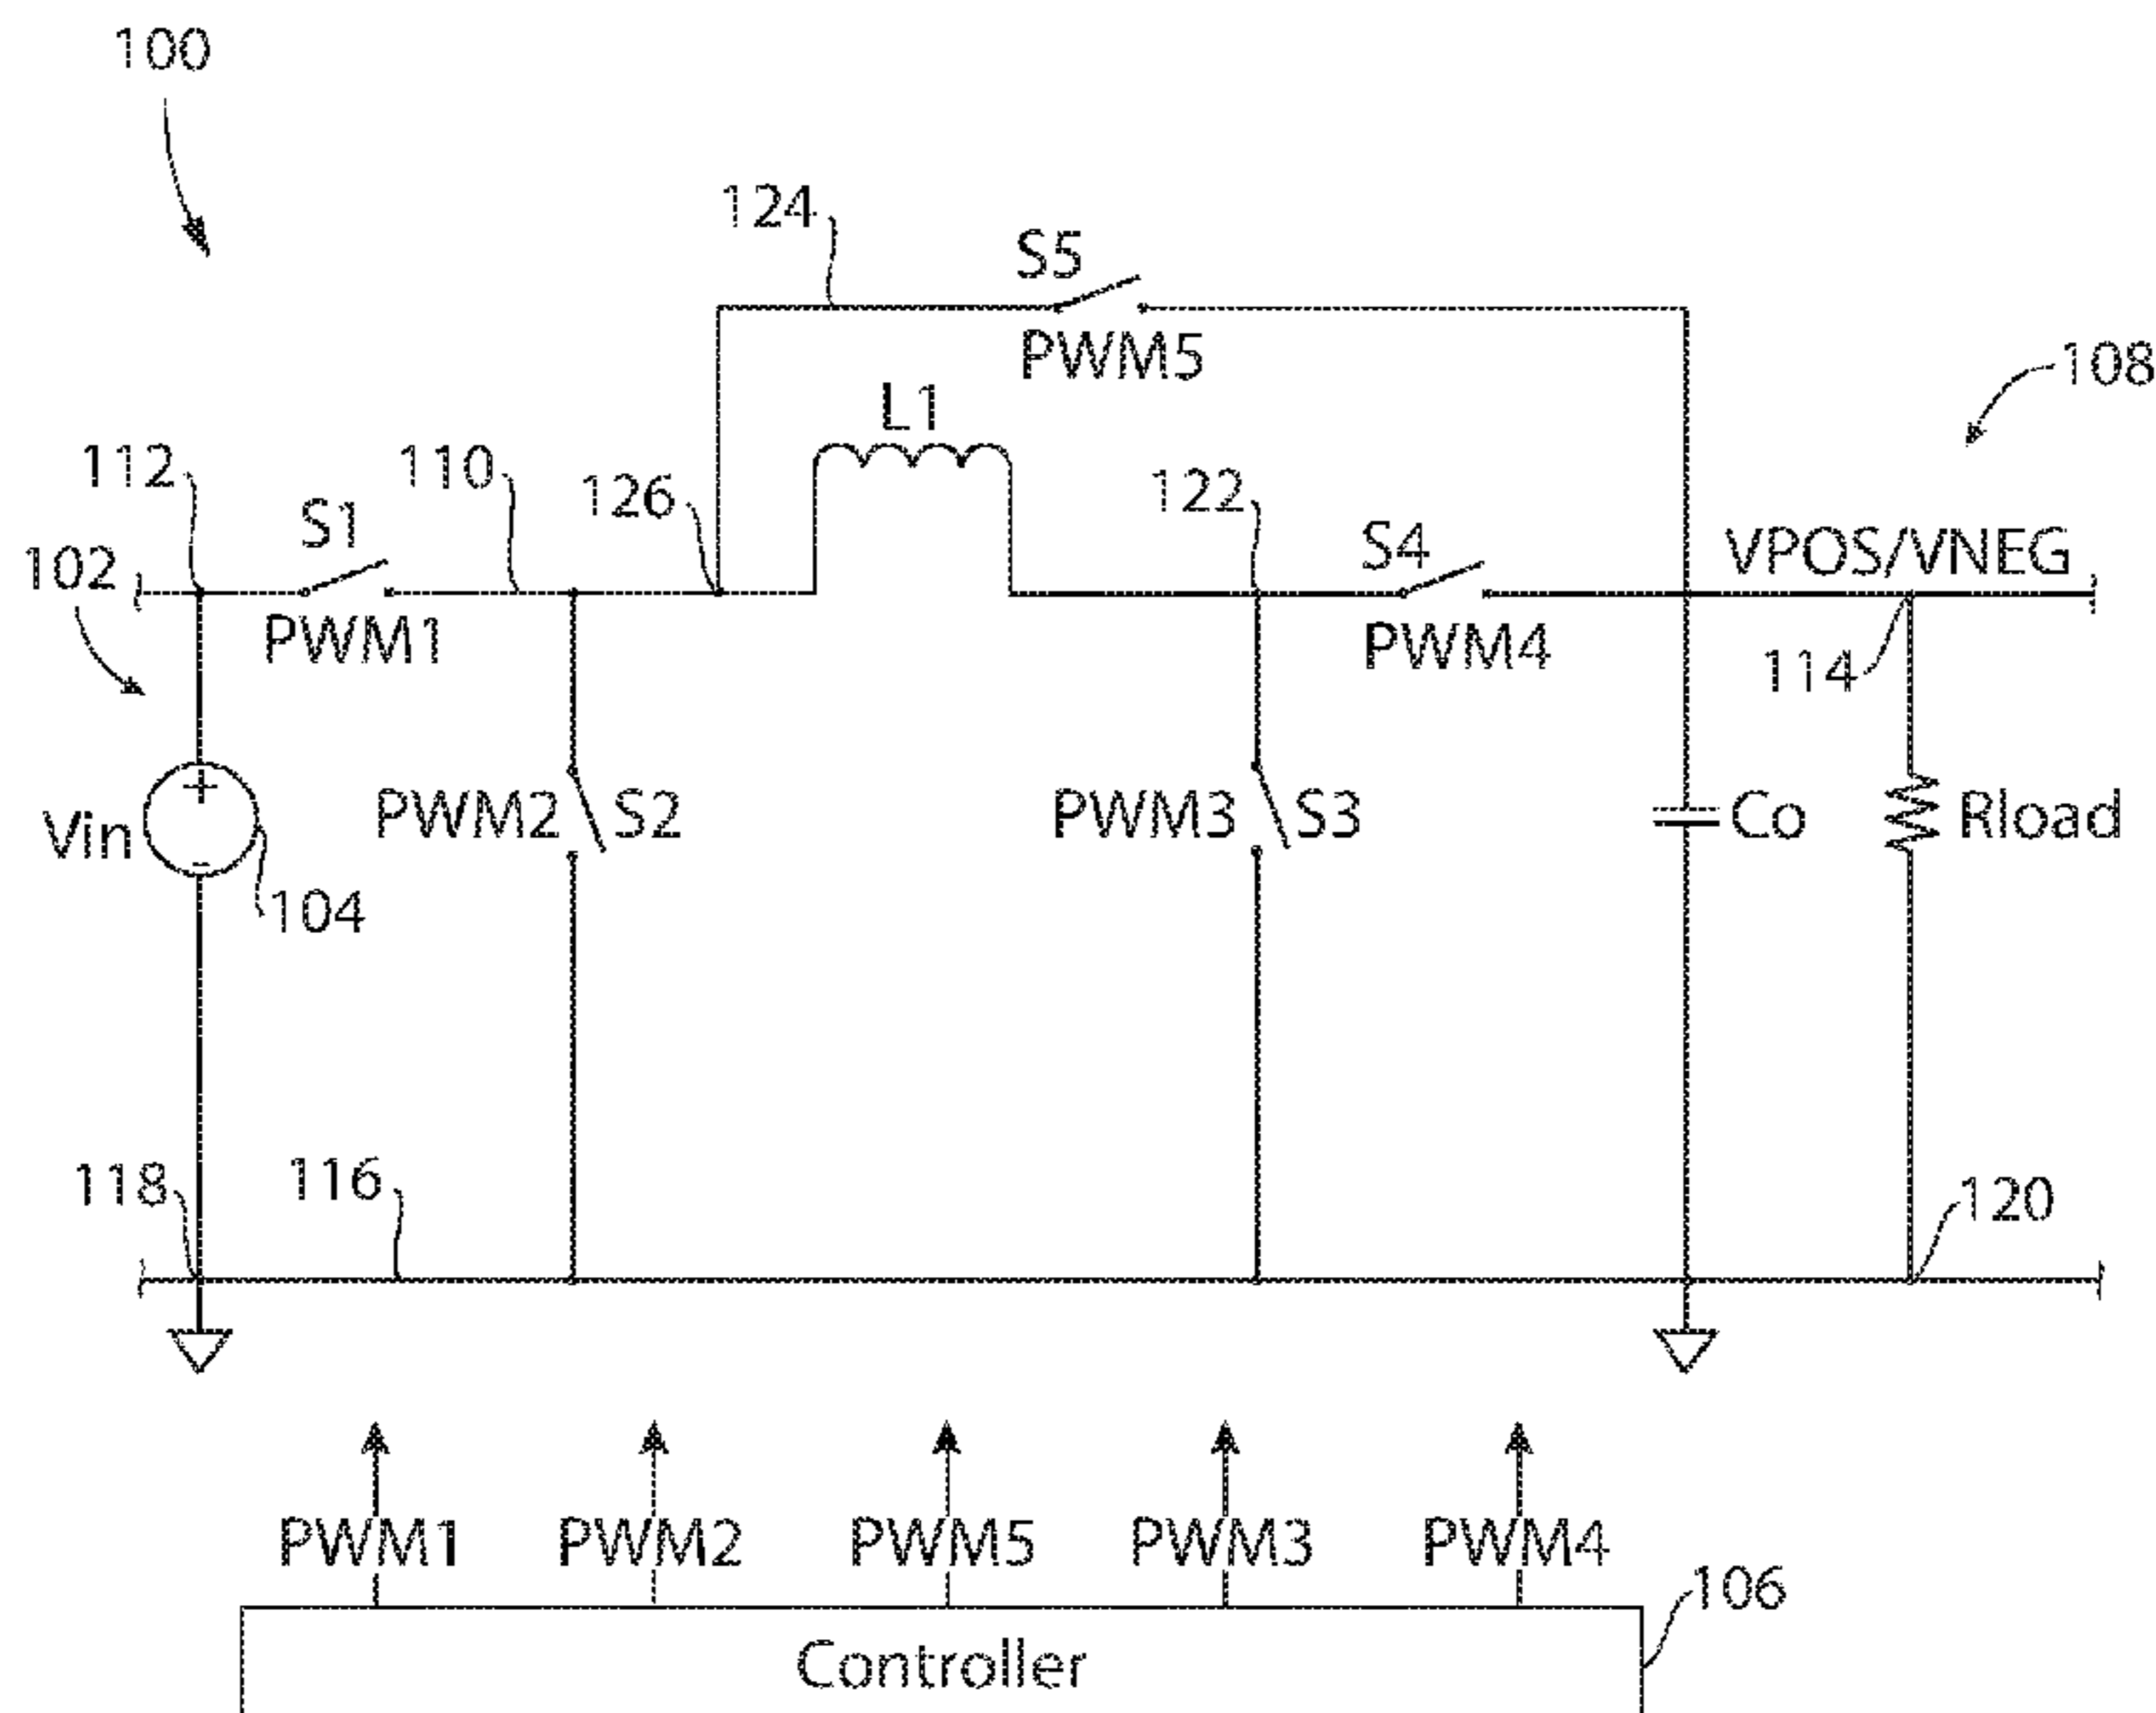 100
124
S5
PWM5
108
L1
112
110
126
122
S1
S4
VPOS/VNEG
102
PWM1
PWM4
114
+
Vin
-
PWM2
S2
PWM3
S3
Co
Rload
104
118
116
120
PWM1
PWM2
PWM5
PWM3
PWM4
106
Controller